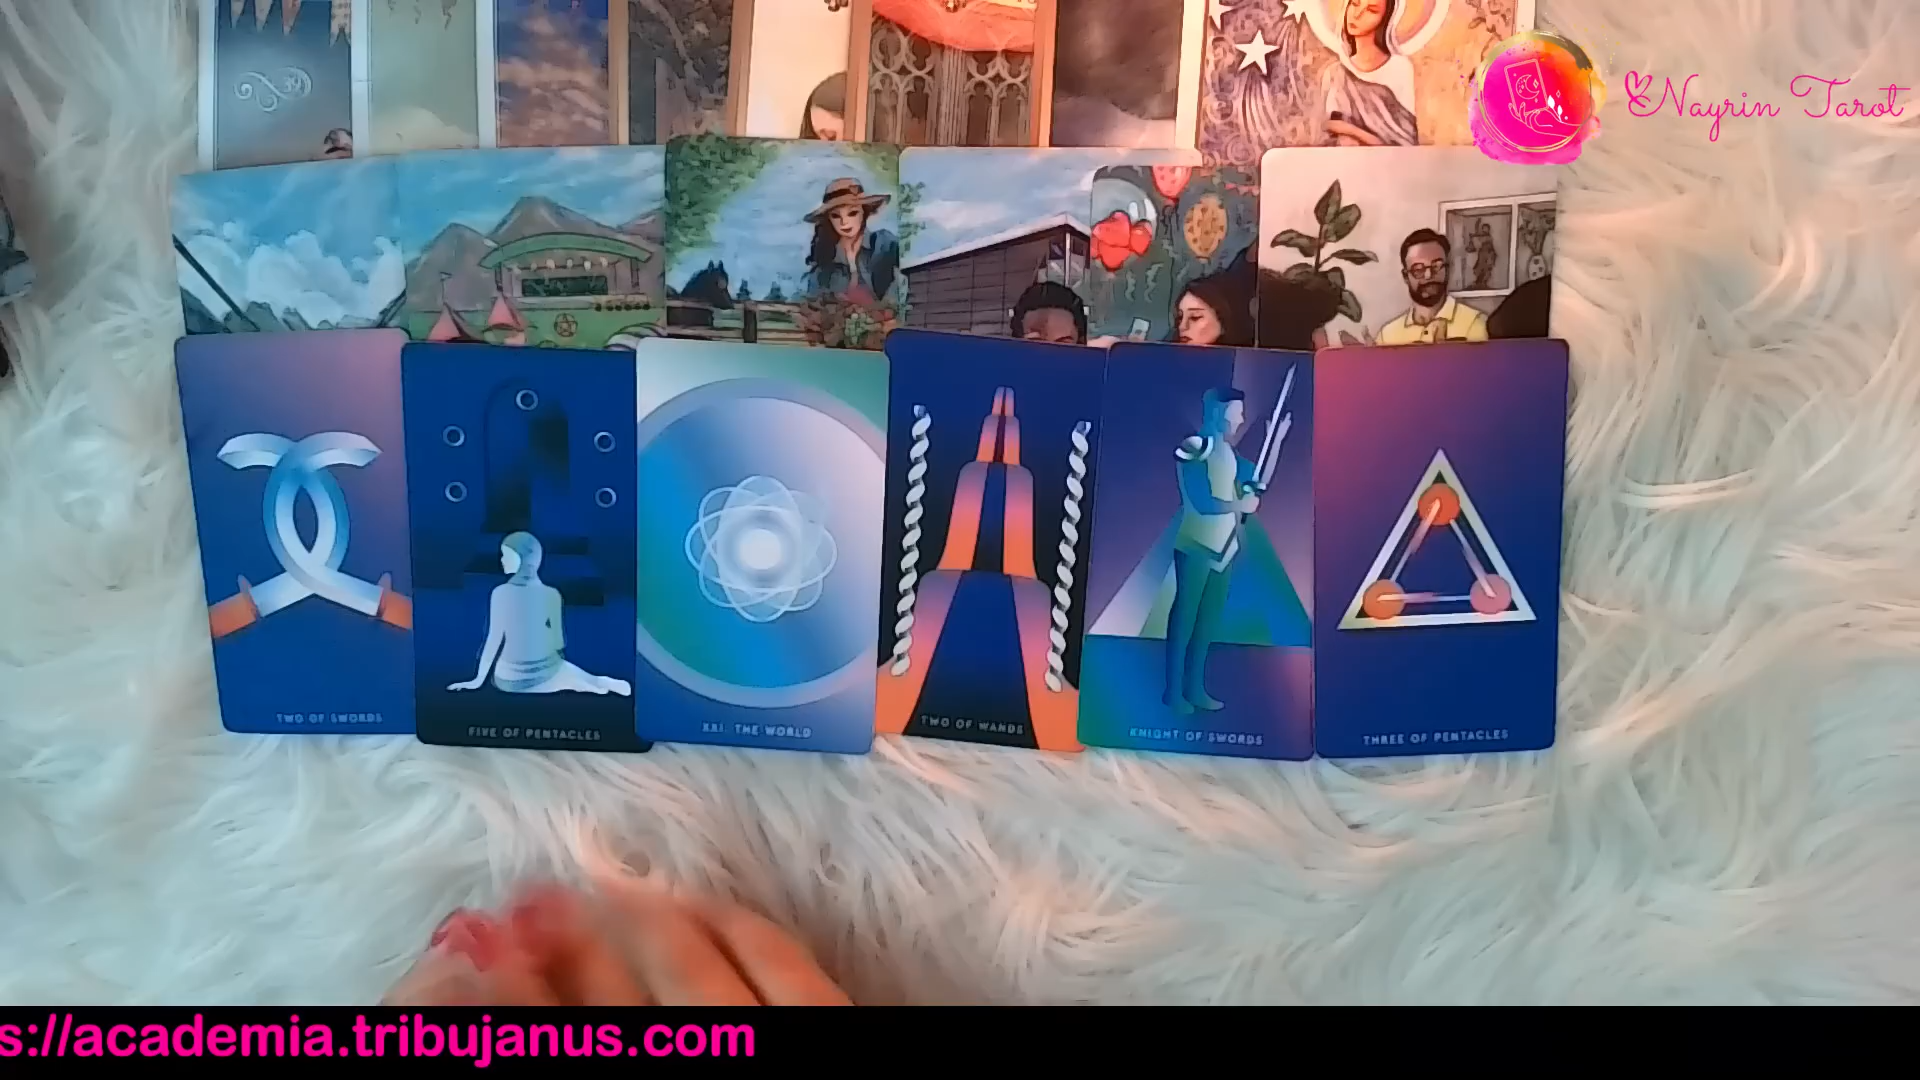 39
Nayrin Tarot
TWO OF SWORDS
FIVE OF PENTACLES
XXI. THE WORLD
TWO OF WANDS
KNIGHT OF SWORDS
THREE OF PENTACLES
s://academia.tribujanus.com